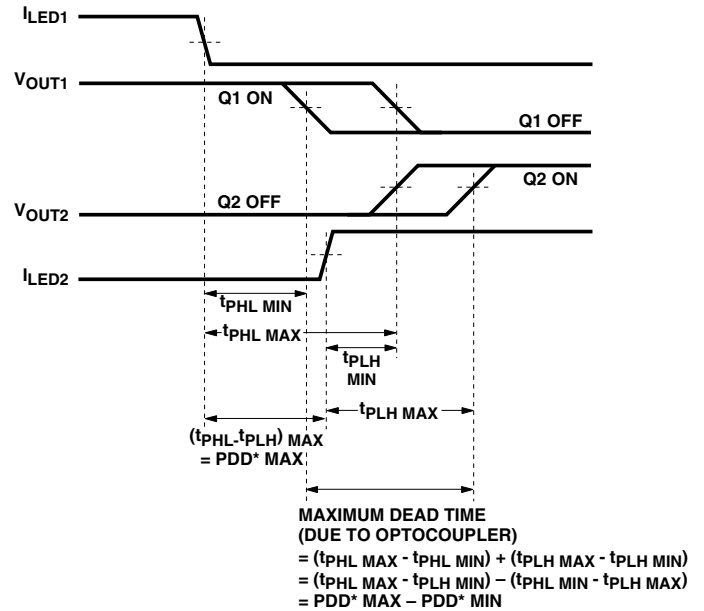 ILED1
VOUT1
Q1 ON
Q1 OFF
Q2 ON
Q2 OFF
VOUT2
ILED2
tPHL MIN
tPHL MAX
tPLH
MIN
tPLH MAX
(tPHL-tPLH) MAX
= PDD* MAX
MAXIMUM DEAD TIME
(DUE TO OPTOCOUPLER)
= (tPHL MAX - tPHL MIN) + (tPLH MAX - tPLH MIN)
= (tPHL MAX - tPLH MIN) – (tPHL MIN - tPLH MAX)
= PDD* MAX – PDD* MIN